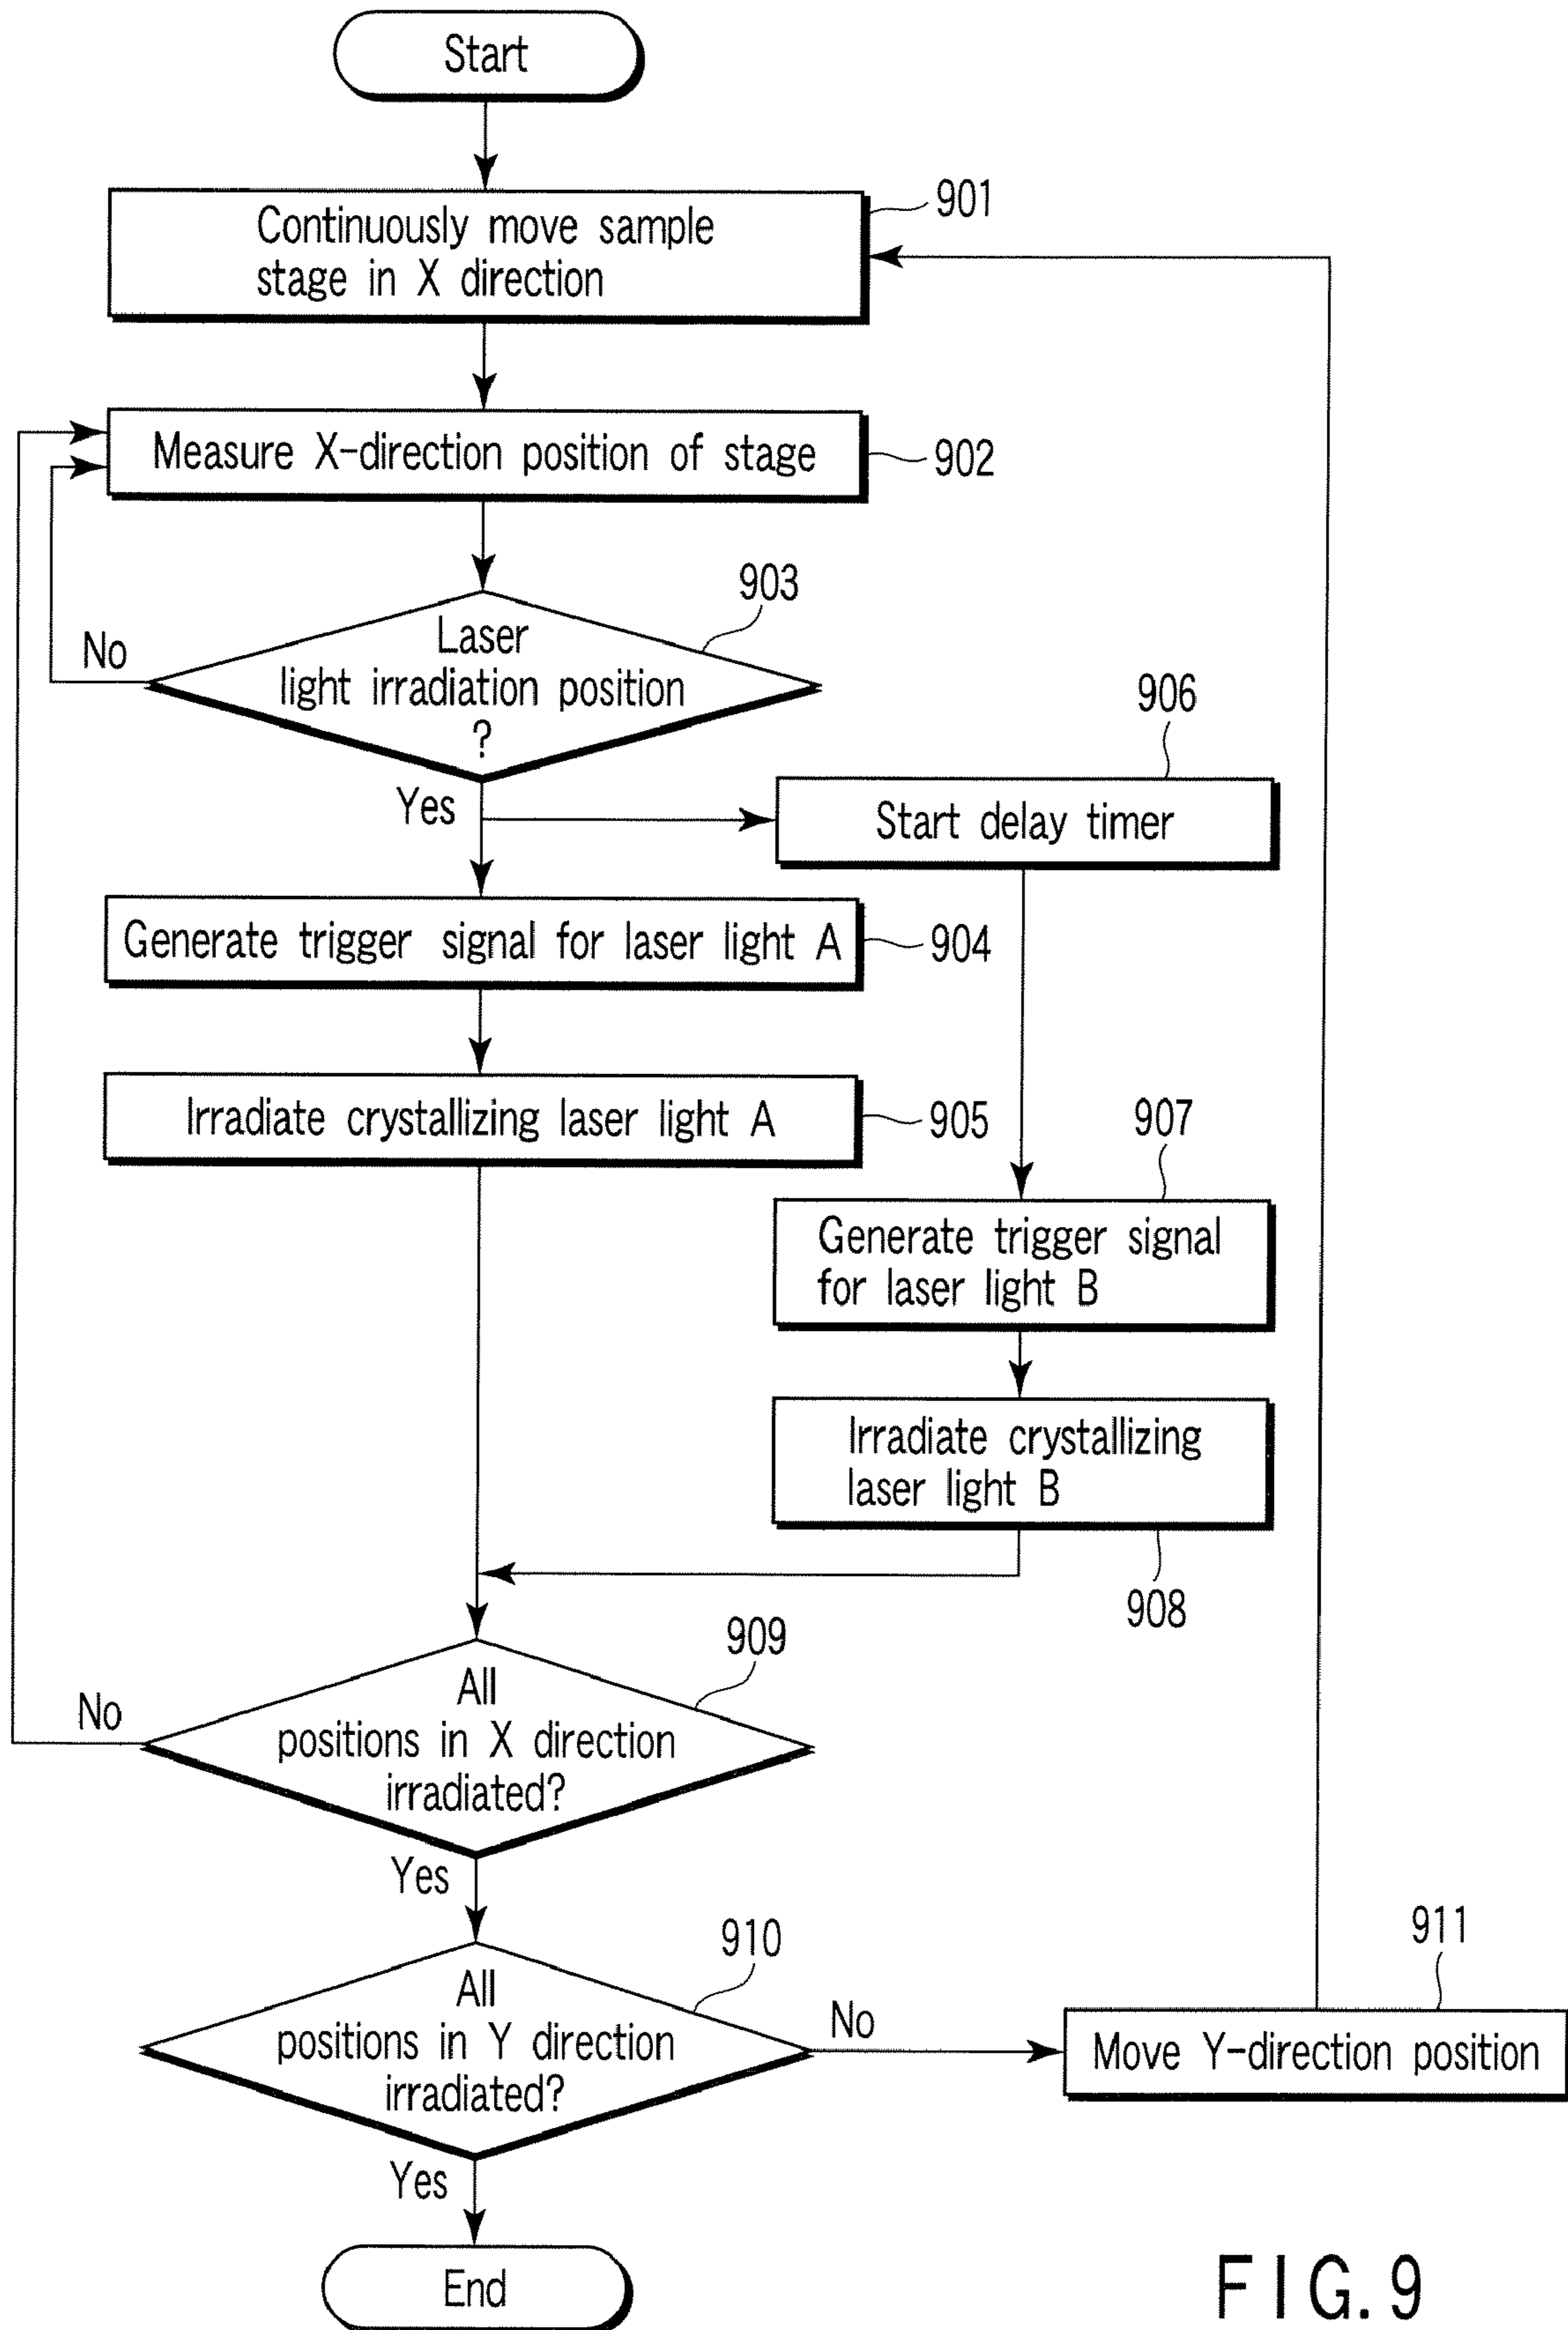 Start
Continuously move sample
stage in X direction
901
Measure X-direction position of stage
902
903
Laser
light irradiation position
?
No
Yes
906
Start delay timer
Generate trigger signal for laser light A
904
Irradiate crystallizing laser light A
905
907
Generate trigger signal
for laser light B
Irradiate crystallizing
laser light B
908
909
All
positions in X direction
irradiated?
No
Yes
910
All
positions in Y direction
irradiated?
No
911
Move Y-direction position
Yes
End
FIG. 9